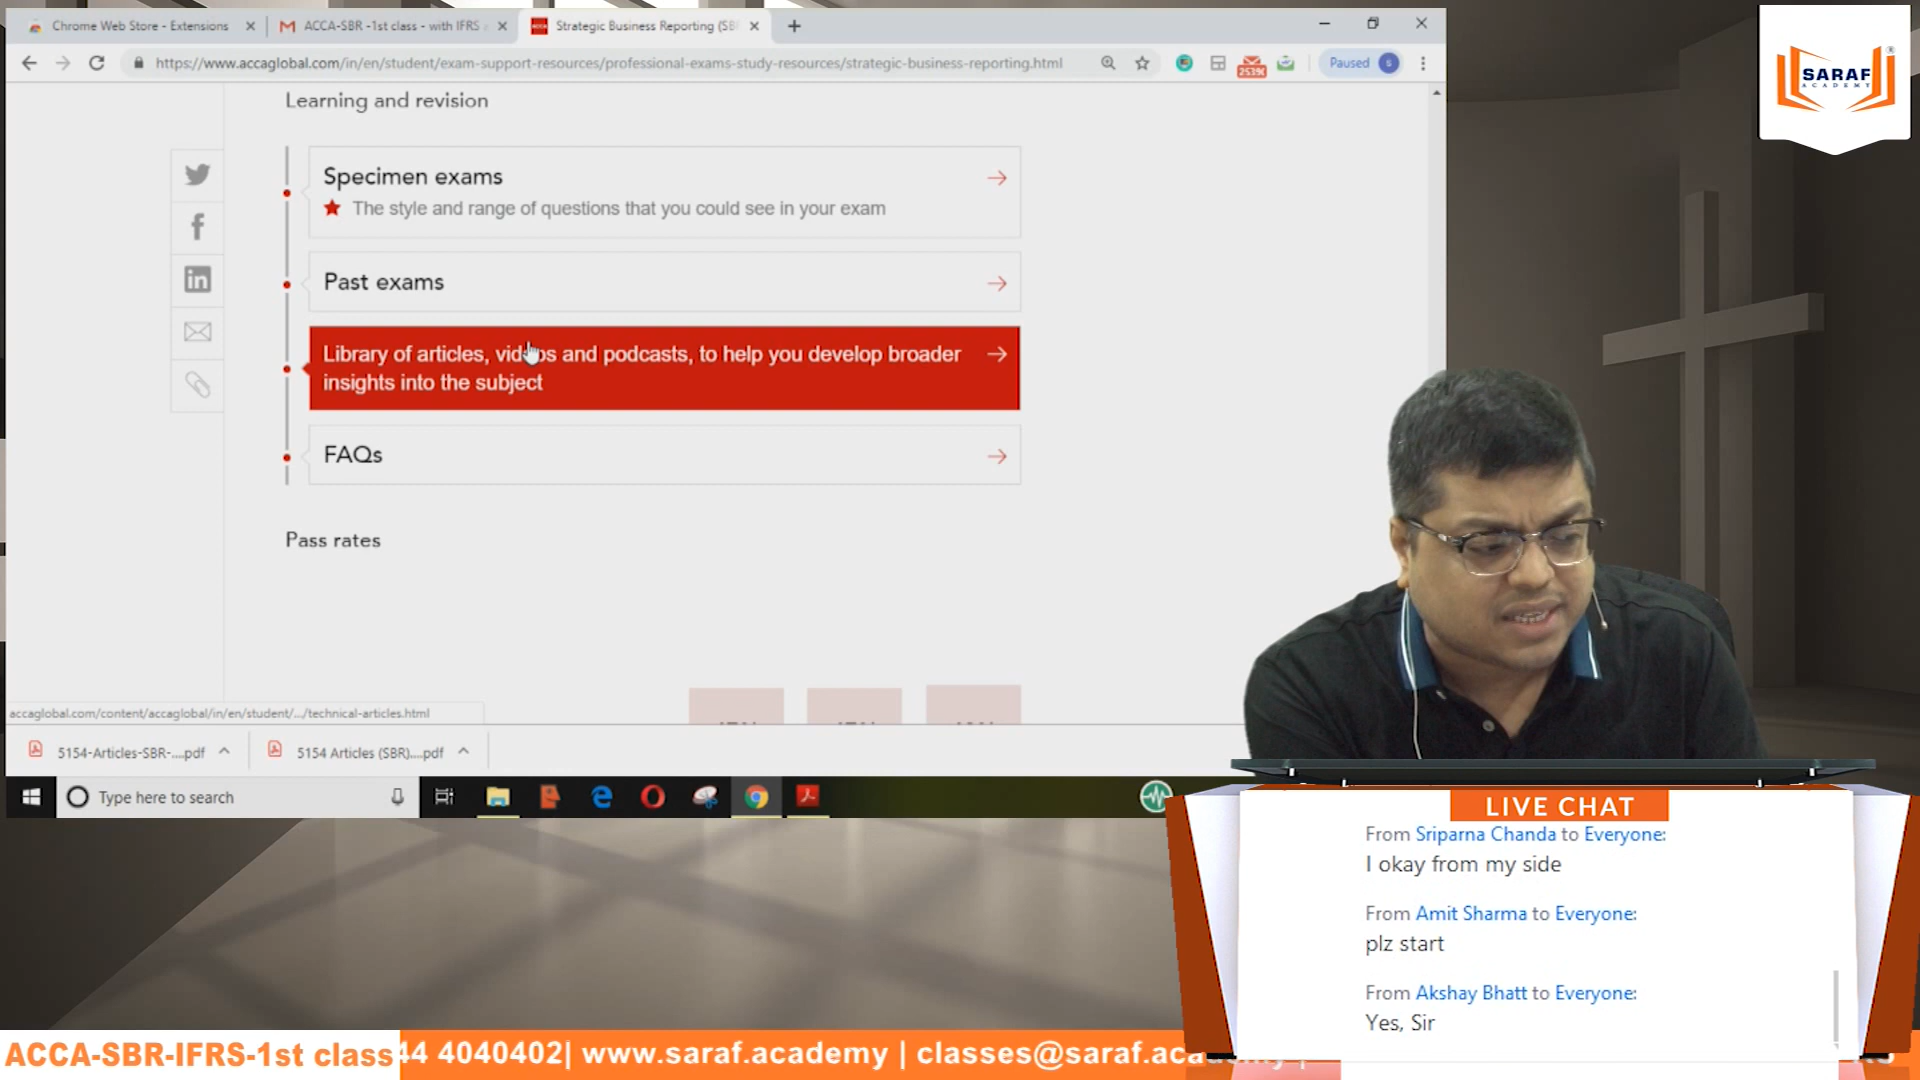 Chrome Web Store - Extensions
ACCA-SBR -1st class - with IFRS
Strategic Business Reporting (SB
https://www.accaglobal.com/in/en/student/exam-support-resources/professional-exams-study-resources/strategic-business-reporting.html
2539
Paused
S
SARAF
ACADEMY
Learning and revision
Specimen exams
The style and range of questions that you could see in your exam
Past exams
Library of articles, videos and podcasts, to help you develop broader
insights into the subject
FAQs
Pass rates
accaglobal.com/content/accaglobal/in/en/student/.../technical-articles.html
5154-Articles-SBR-....pdf
5154 Articles (SBR)....pdf
Type here to search
LIVE CHAT
From Sriparna Chanda to Everyone:
I okay from my side
From Amit Sharma to Everyone:
plz start
From Akshay Bhatt to Everyone:
Yes, Sir
ACCA-SBR-IFRS-1st class
44 4040402| www.saraf.academy | classes@saraf.academy |